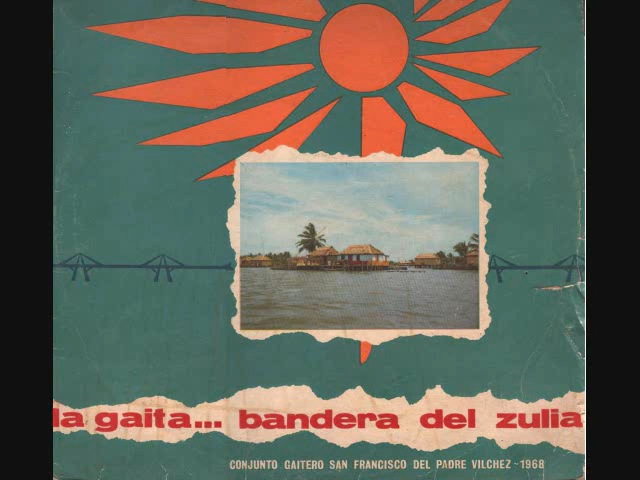 la gaita... bandera del zulia
CONJUNTO GAITERO SAN FRANCISCO DEL PADRE VILCHEZ - 1968